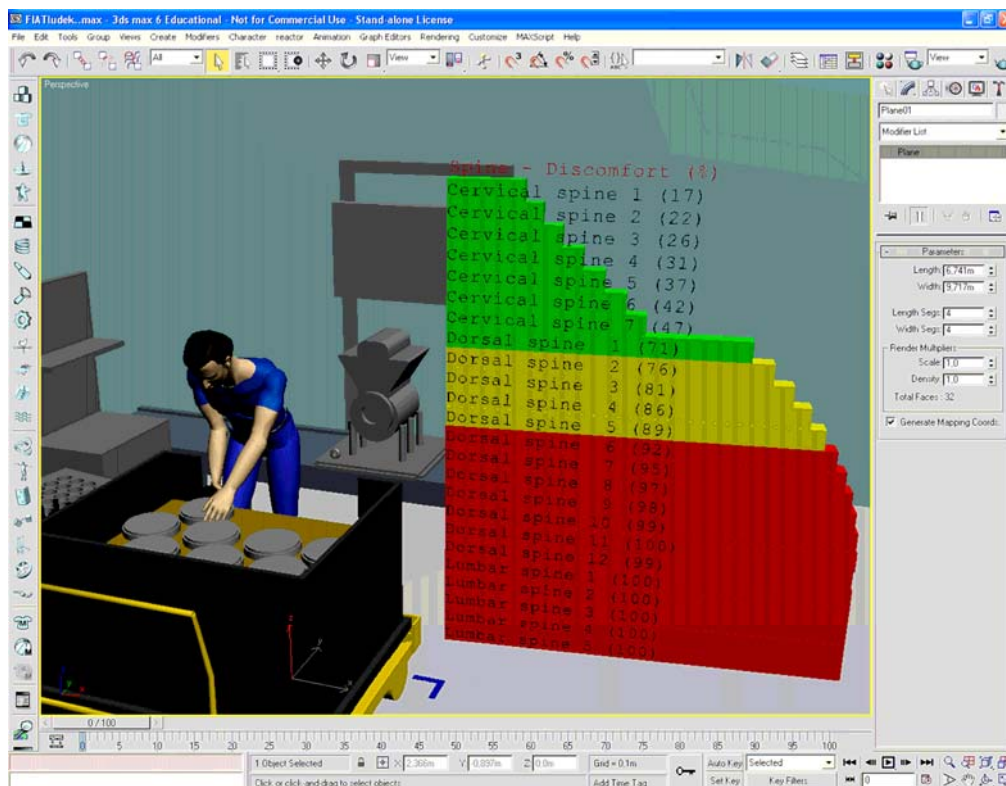 FIATludek..max - 3ds max 6 Educational - Not for Commercial Use - Stand-alone License
File Edit Tools Group Views Create Modifiers Character reactor Animation Graph Editors Rendering Customize MAXScript Help
All
View
View
Perspective
Plane01
Modifier List
Plane
Parameters
Length: 6,741m
Width: 9,717m
Length Segs: 4
Width Segs: 4
Render Multipliers
Scale: 1,0
Density: 1,0
Total Faces : 32
Generate Mapping Coords.
Spine - Discomfort (%)
Cervical spine 1 (17)
Cervical spine 2 (22)
Cervical spine 3 (26)
Cervical spine 4 (31)
Cervical spine 5 (37)
Cervical spine 6 (42)
Cervical spine 7 (47)
Dorsal spine 1 (71)
Dorsal spine 2 (76)
Dorsal spine 3 (81)
Dorsal spine 4 (86)
Dorsal spine 5 (89)
Dorsal spine 6 (92)
Dorsal spine 7 (95)
Dorsal spine 8 (97)
Dorsal spine 9 (98)
Dorsal spine 10 (99)
Dorsal spine 11 (100)
Dorsal spine 12 (99)
Lumbar spine 1 (100)
Lumbar spine 2 (100)
Lumbar spine 3 (100)
Lumbar spine 4 (100)
Lumbar spine 5 (100)
0 / 100
0 5 10 15 20 25 30 35 40 45 50 55 60 65 70 75 80 85 90 95 100
1 Object Selected X: 2,366m Y: -0,897m Z: 0,0m Grid = 0,1m Auto Key Selected
Click or click-and-drag to select objects Add Time Tag Set Key Key Filters... 0